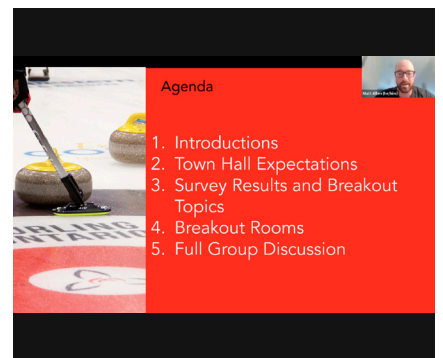 Agenda
1. Introductions
2. Town Hall Expectations
3. Survey Results and Breakout
Topics
4. Breakout Rooms
5. Full Group Discussion